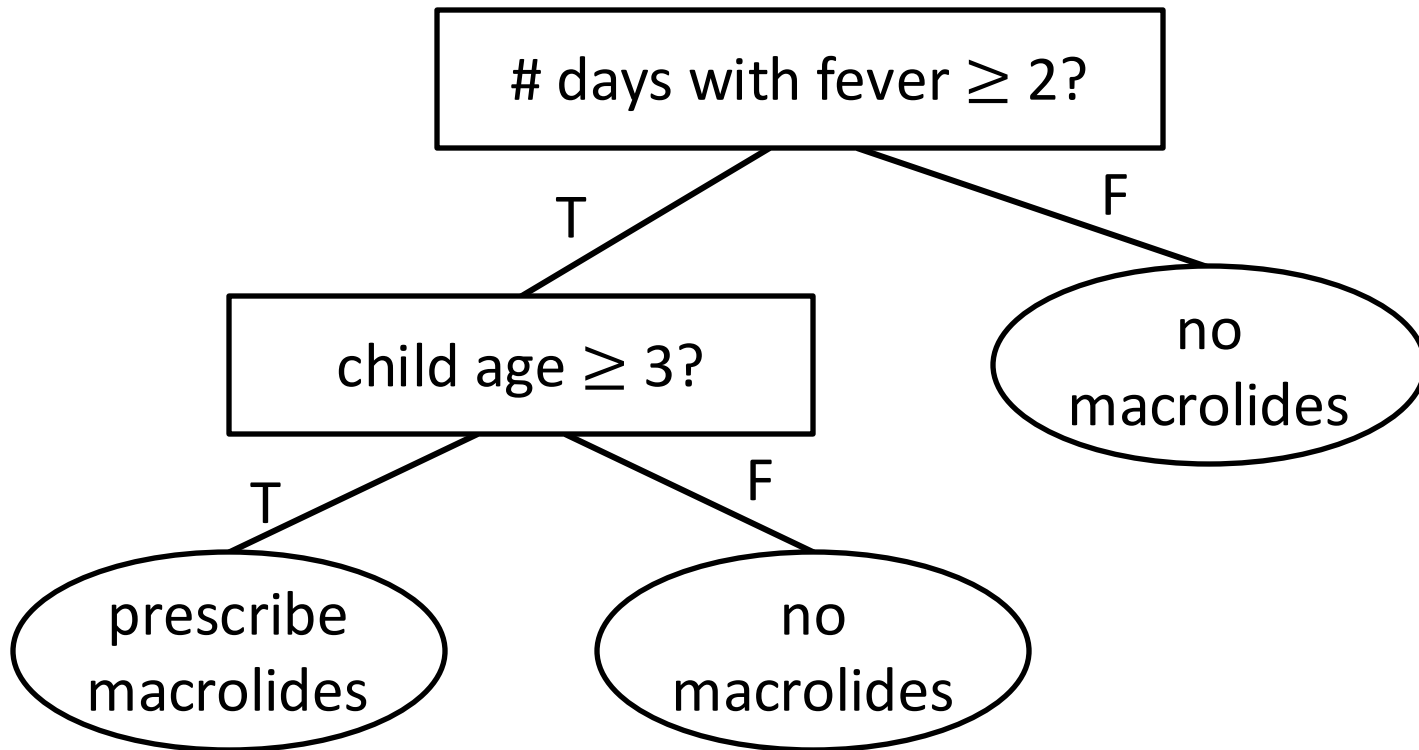 # days with fever ≥ 2?
T
F
child age ≥ 3?
no
macrolides
T
F
prescribe
macrolides
no
macrolides